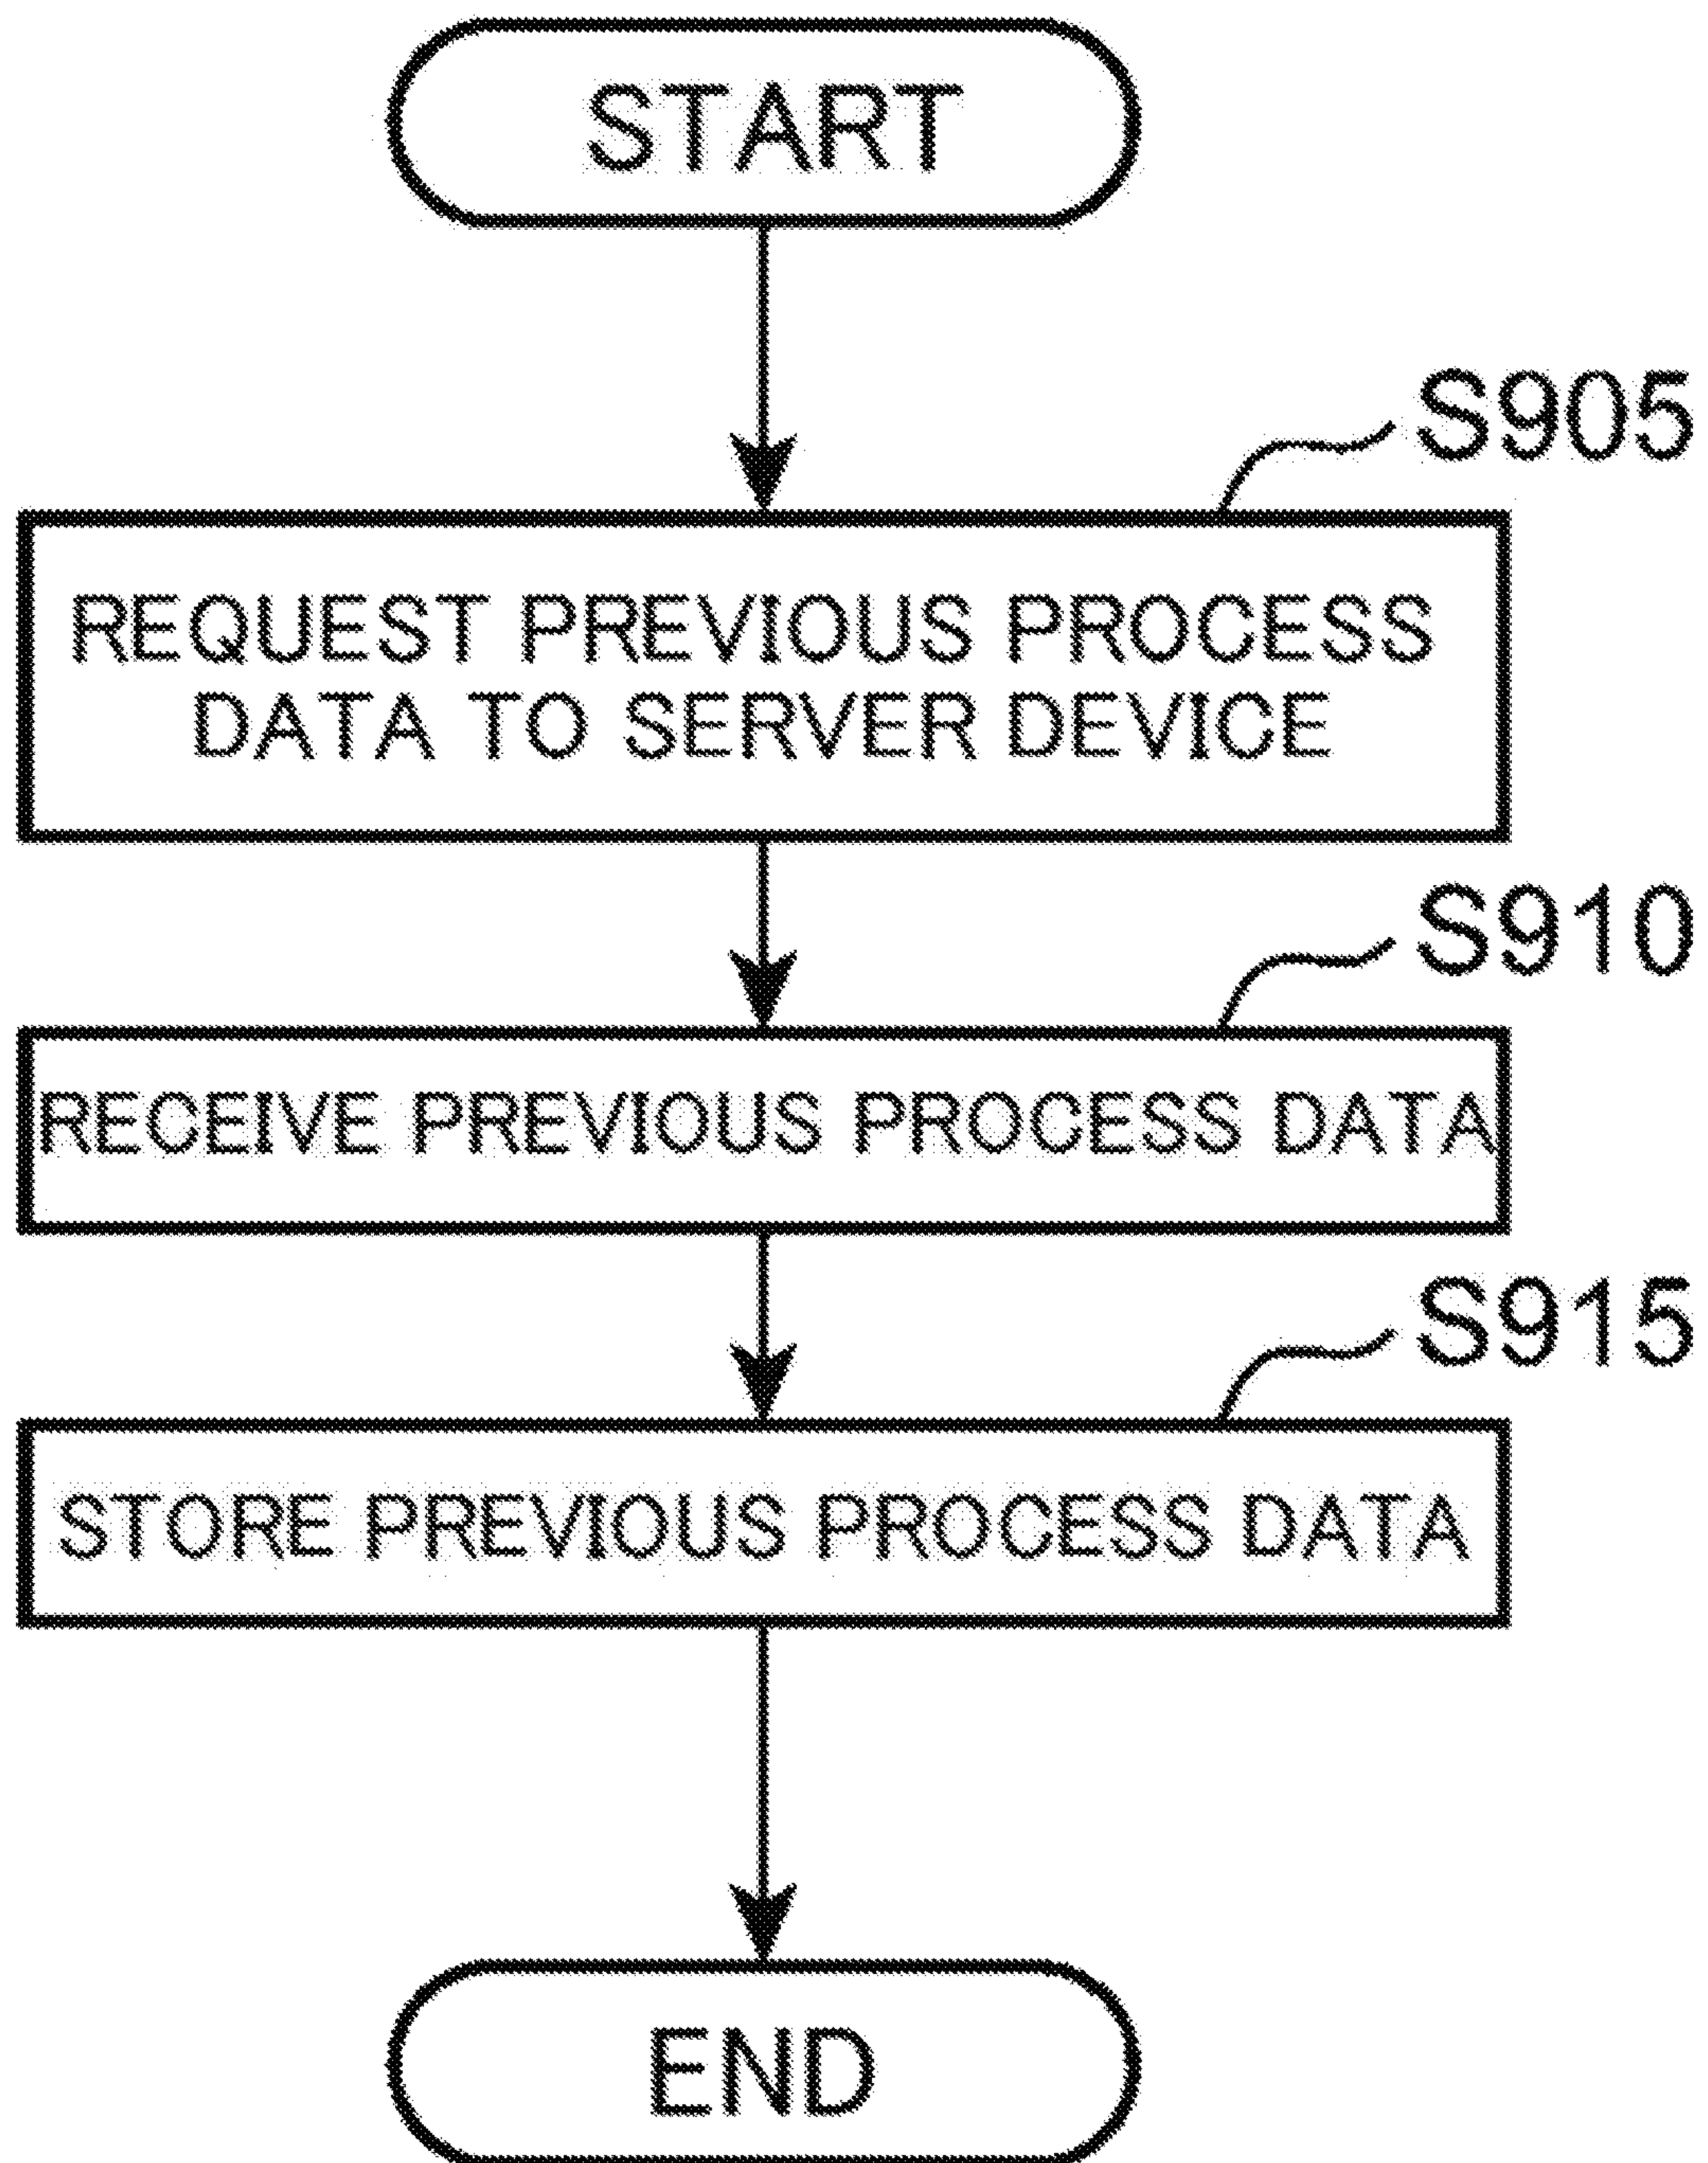 START
S905
REQUEST PREVIOUS PROCESS
DATA TO SERVER DEVICE
S910
RECEIVE PREVIOUS PROCESS DATA
S915
STORE PREVIOUS PROCESS DATA
END